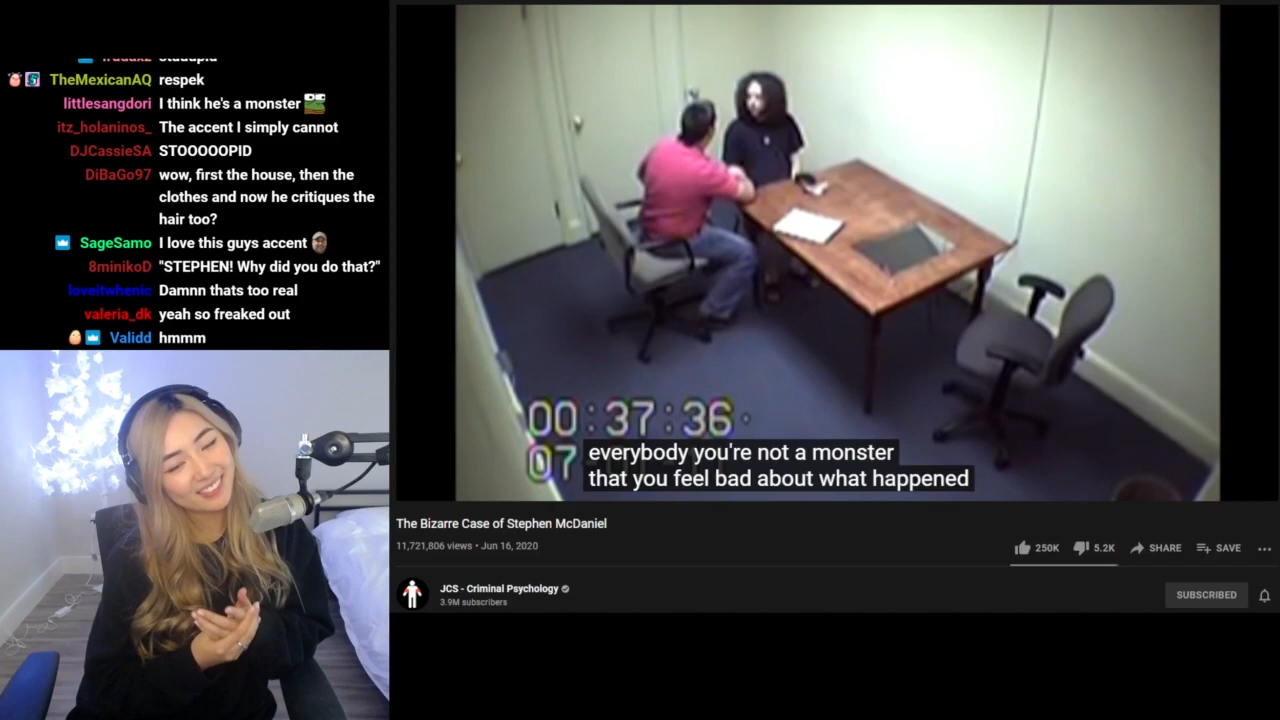 TheMexicanAQ respek
littlesangdori I think he's a monster
itz_holaninos_ The accent I simply cannot
DJCassieSA STOOOOOPID
DiBaGo97 wow, first the house, then the
clothes and now he critiques the
hair too?
SageSamo I love this guys accent
8minikoD "STEPHEN! Why did you do that?"
loveitwhenic Damnn thats too real
valeria_dk yeah so freaked out
Validd hmmm
00:37:36
07
everybody you're not a monster
that you feel bad about what happened
The Bizarre Case of Stephen McDaniel
11,721,806 views • Jun 16, 2020
250K 5.2K SHARE SAVE
JCS - Criminal Psychology
3.9M subscribers
SUBSCRIBED